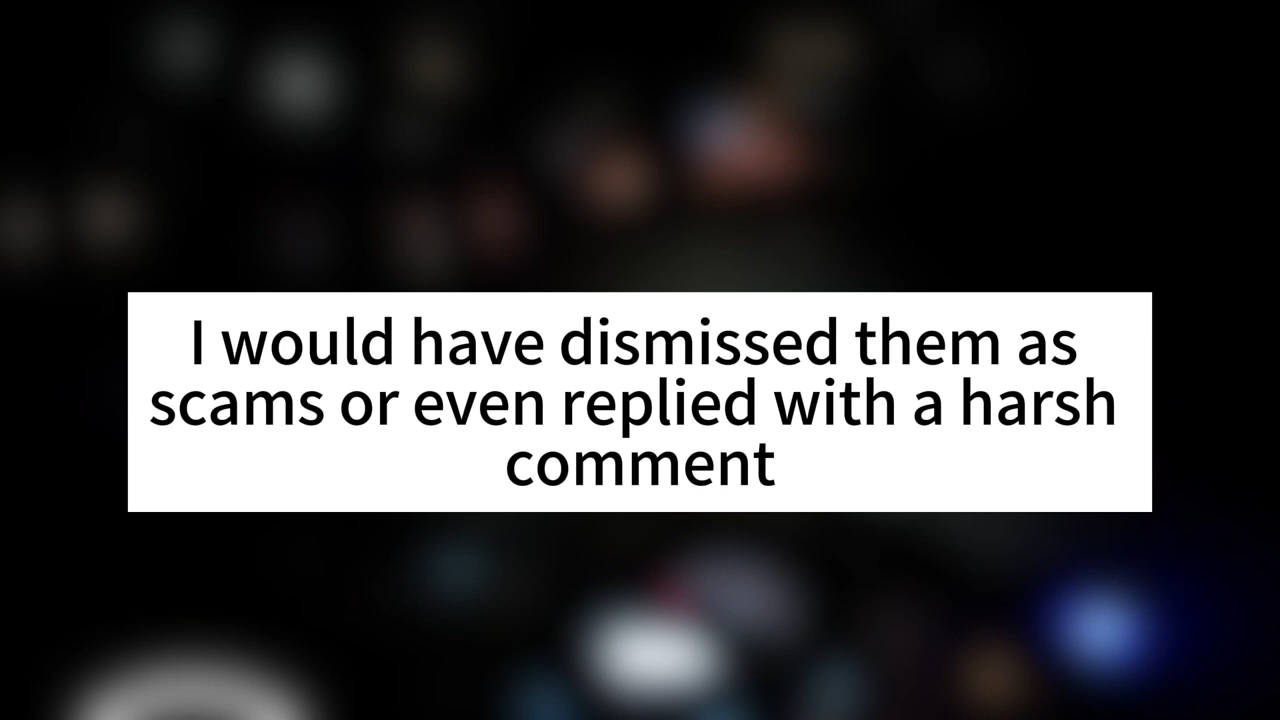 I would have dismissed them as
scams or even replied with a harsh
comment